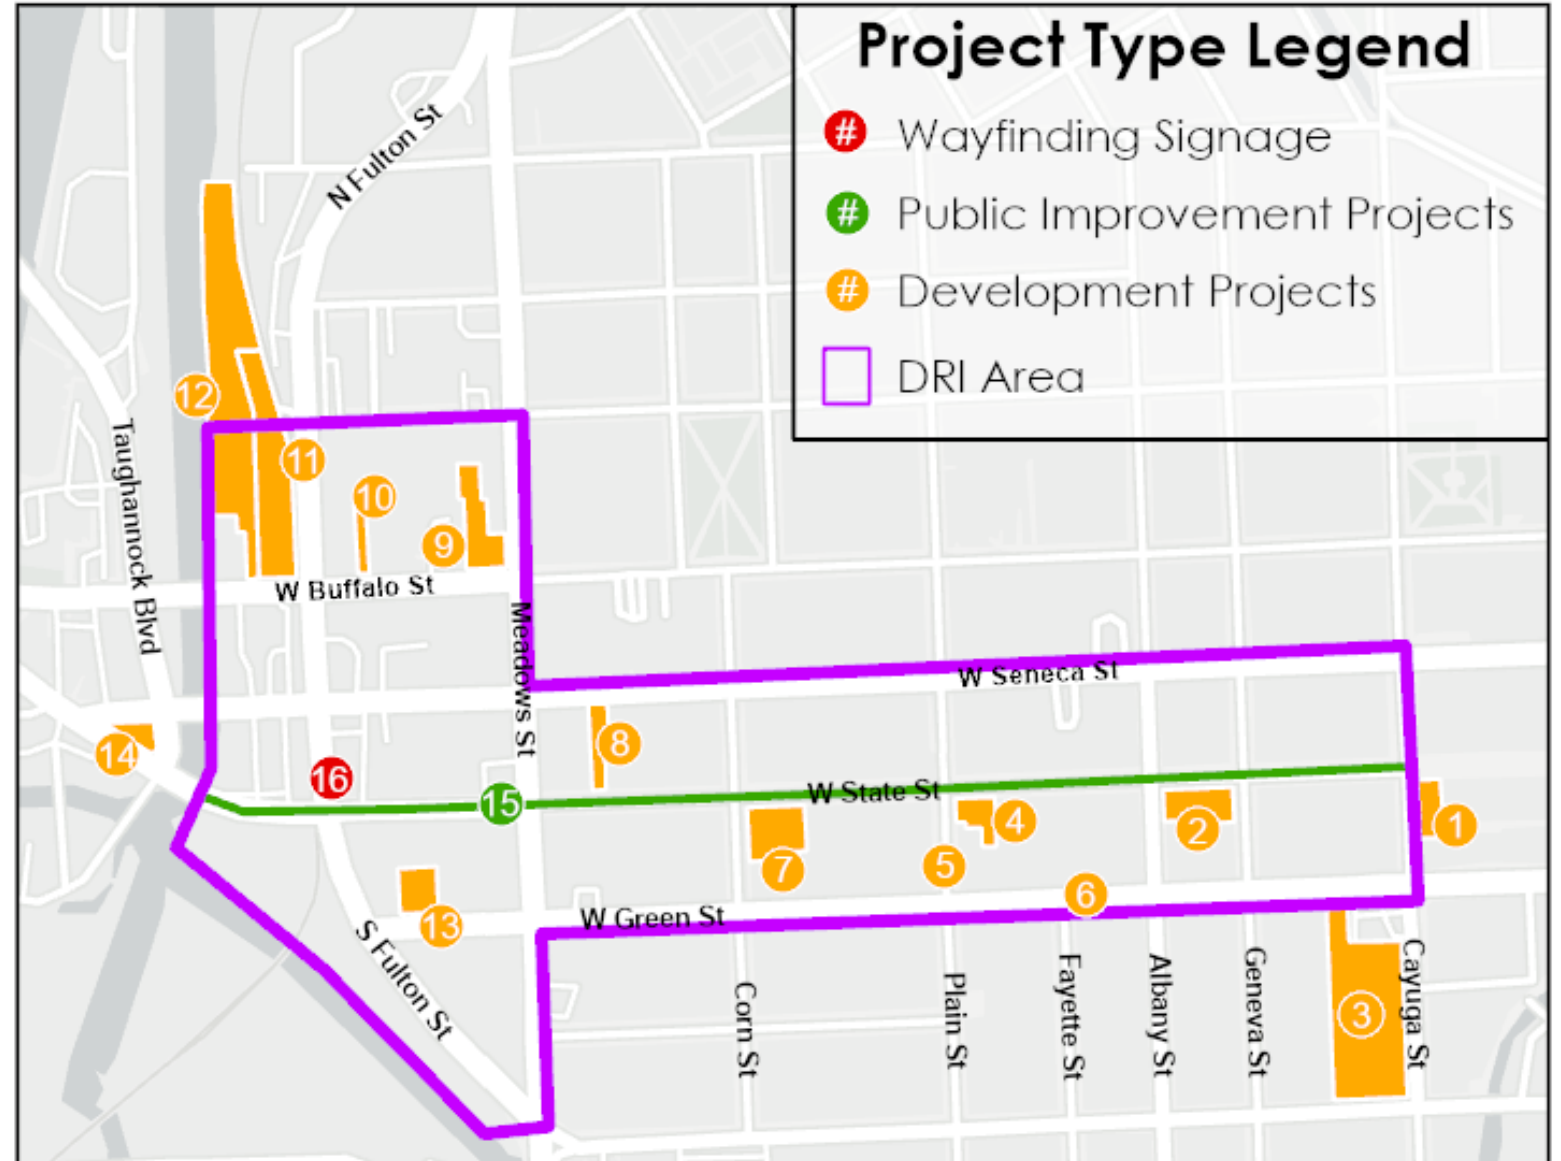 Project Type Legend
# Wayfinding Signage
# Public Improvement Projects
# Development Projects
DRI Area
N Fulton St
12
Taughannock Blvd
11
10
9
W Buffalo St
Meadows St
W Seneca St
14
16
15
8
W State St
7
5
4
6
2
1
13
W Green St
S Fulton St
Corn St
Plain St
Fayette St
Albany St
Geneva St
3
Cayuga St